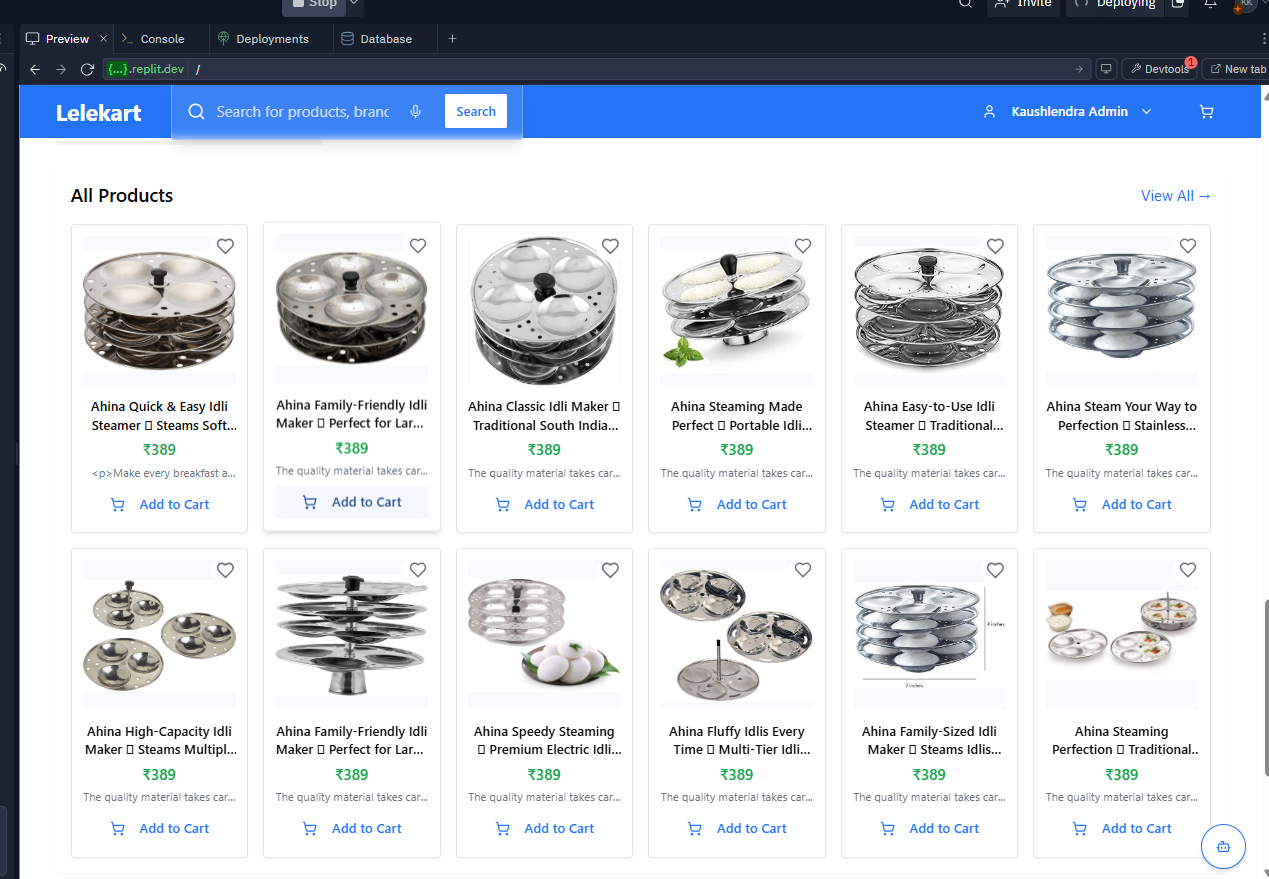 Stop
Invite
Deploying
KK
Preview
Console
Deployments
Database
{...}.replit.dev /
Devtools
1
New tab
Lelekart
Search for products, branc
Search
Kaushlendra Admin
All Products
View All →
Ahina Quick & Easy Idli
Steamer ▯ Steams Soft...
₹389
<p>Make every breakfast a...
Add to Cart
Ahina Family-Friendly Idli
Maker ▯ Perfect for Lar...
₹389
The quality material takes car...
Add to Cart
Ahina Classic Idli Maker ▯
Traditional South India...
₹389
The quality material takes car...
Add to Cart
Ahina Steaming Made
Perfect ▯ Portable Idli...
₹389
The quality material takes car...
Add to Cart
Ahina Easy-to-Use Idli
Steamer ▯ Traditional...
₹389
The quality material takes car...
Add to Cart
Ahina Steam Your Way to
Perfection ▯ Stainless...
₹389
The quality material takes car...
Add to Cart
Ahina High-Capacity Idli
Maker ▯ Steams Multipl...
₹389
The quality material takes car...
Add to Cart
Ahina Family-Friendly Idli
Maker ▯ Perfect for Lar...
₹389
The quality material takes car...
Add to Cart
Ahina Speedy Steaming
▯ Premium Electric Idli...
₹389
The quality material takes car...
Add to Cart
Ahina Fluffy Idlis Every
Time ▯ Multi-Tier Idli...
₹389
The quality material takes car...
Add to Cart
4 inches
7 inches
Ahina Family-Sized Idli
Maker ▯ Steams Idlis...
₹389
The quality material takes car...
Add to Cart
Ahina Steaming
Perfection ▯ Traditional...
₹389
The quality material takes car...
Add to Cart